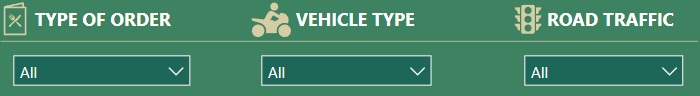 TYPE OF ORDER VEHICLE TYPE ROAD TRAFFIC
All All All